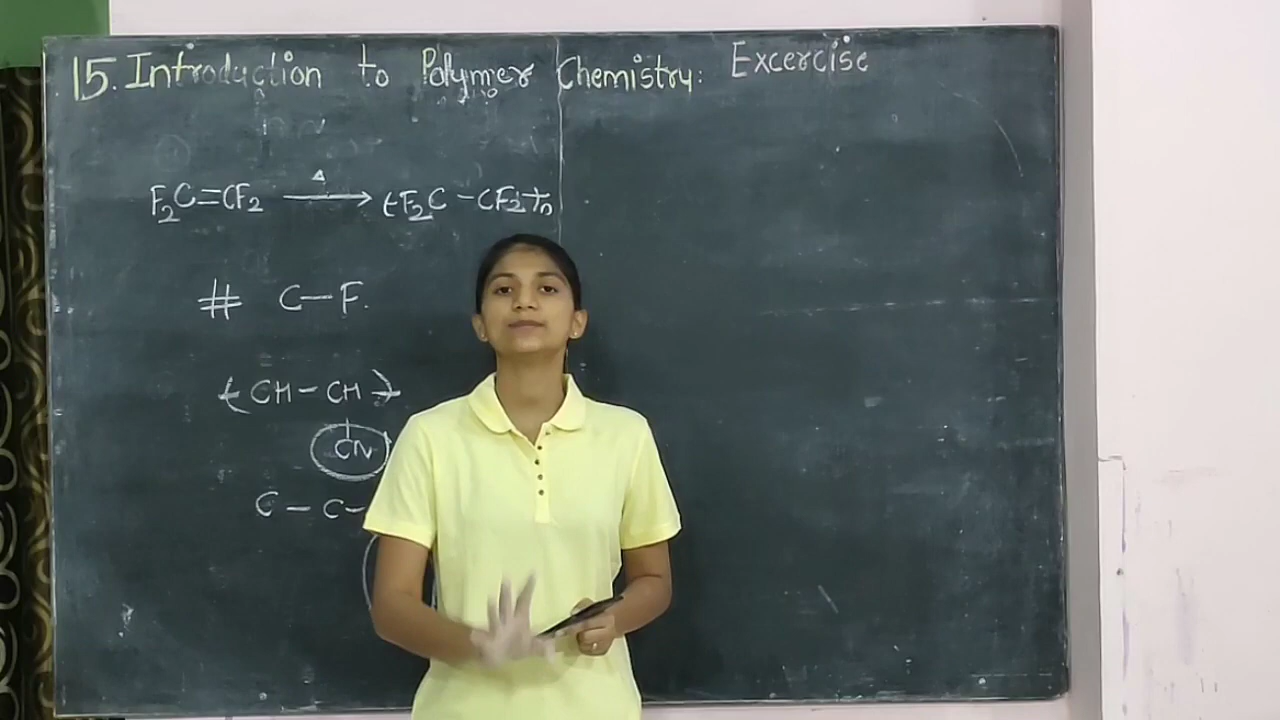 15. Introduction to Polymer Chemistry: Excercise
F₂C=CF₂ —Δ→ (F₂C-CF₂)n
# C-F.
(CH-CH)
CN
C-C-